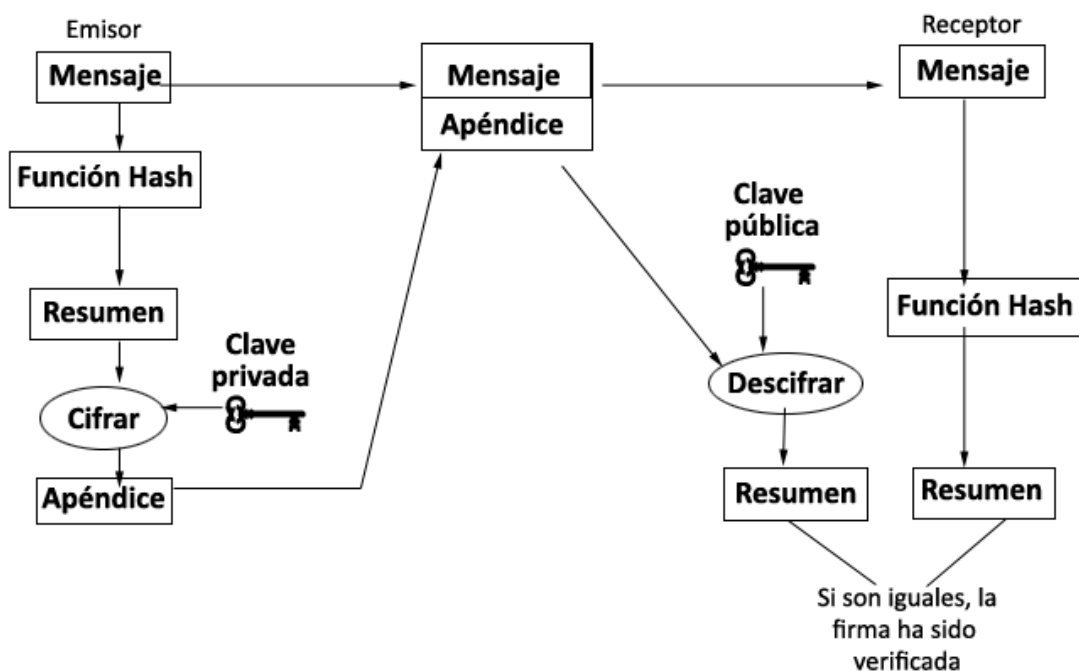 Emisor
Mensaje
Función Hash
Resumen
Clave
privada
Cifrar
Apéndice
Mensaje
Apéndice
Clave
pública
Descifrar
Resumen
Receptor
Mensaje
Función Hash
Resumen
Si son iguales, la
firma ha sido
verificada